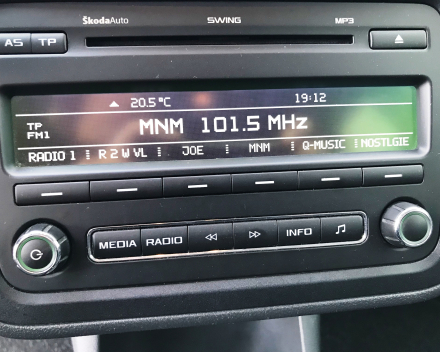 ŠkodaAuto SWING MP3
AS TP
20.5°C 19:12
TP
FM1
MNM 101.5 MHz
RADIO 1 R 2 W VL JOE MNM Q-MUSIC NOSTLGIE
MEDIA RADIO INFO